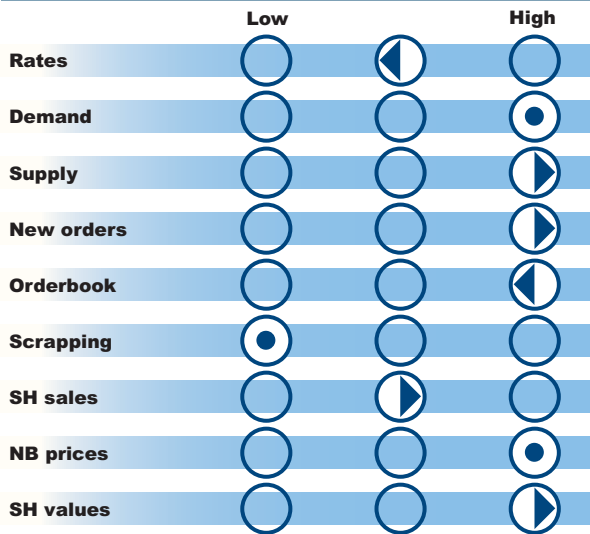 Low High
Rates
Demand
Supply
New orders
Orderbook
Scrapping
SH sales
NB prices
SH values